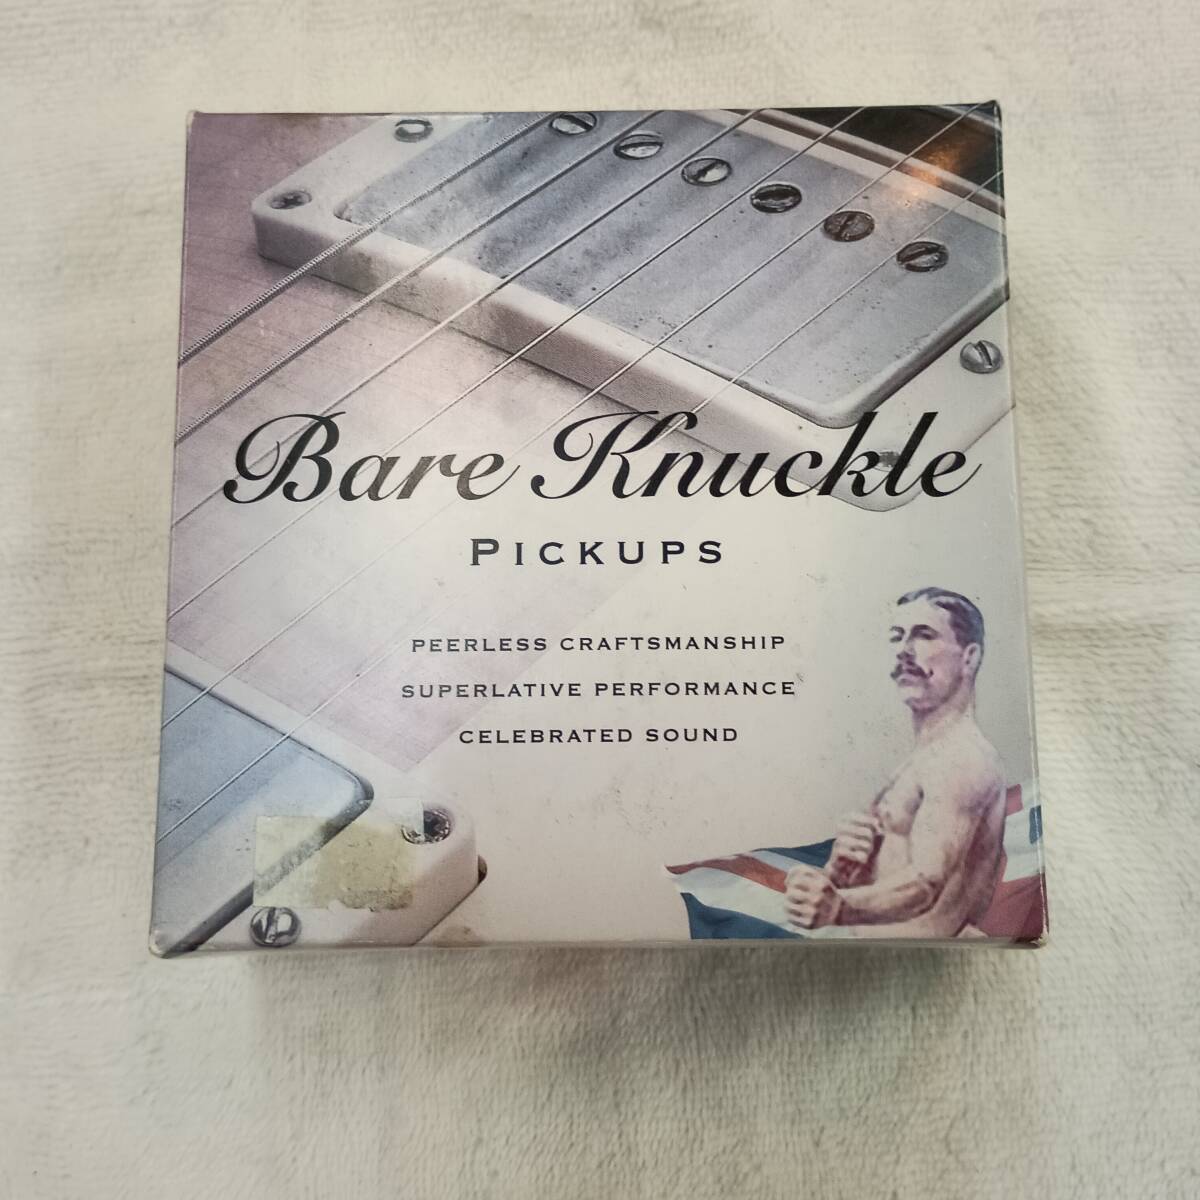 Bare Knuckle
PICKUPS
PEERLESS CRAFTSMANSHIP
SUPERLATIVE PERFORMANCE
CELEBRATED SOUND